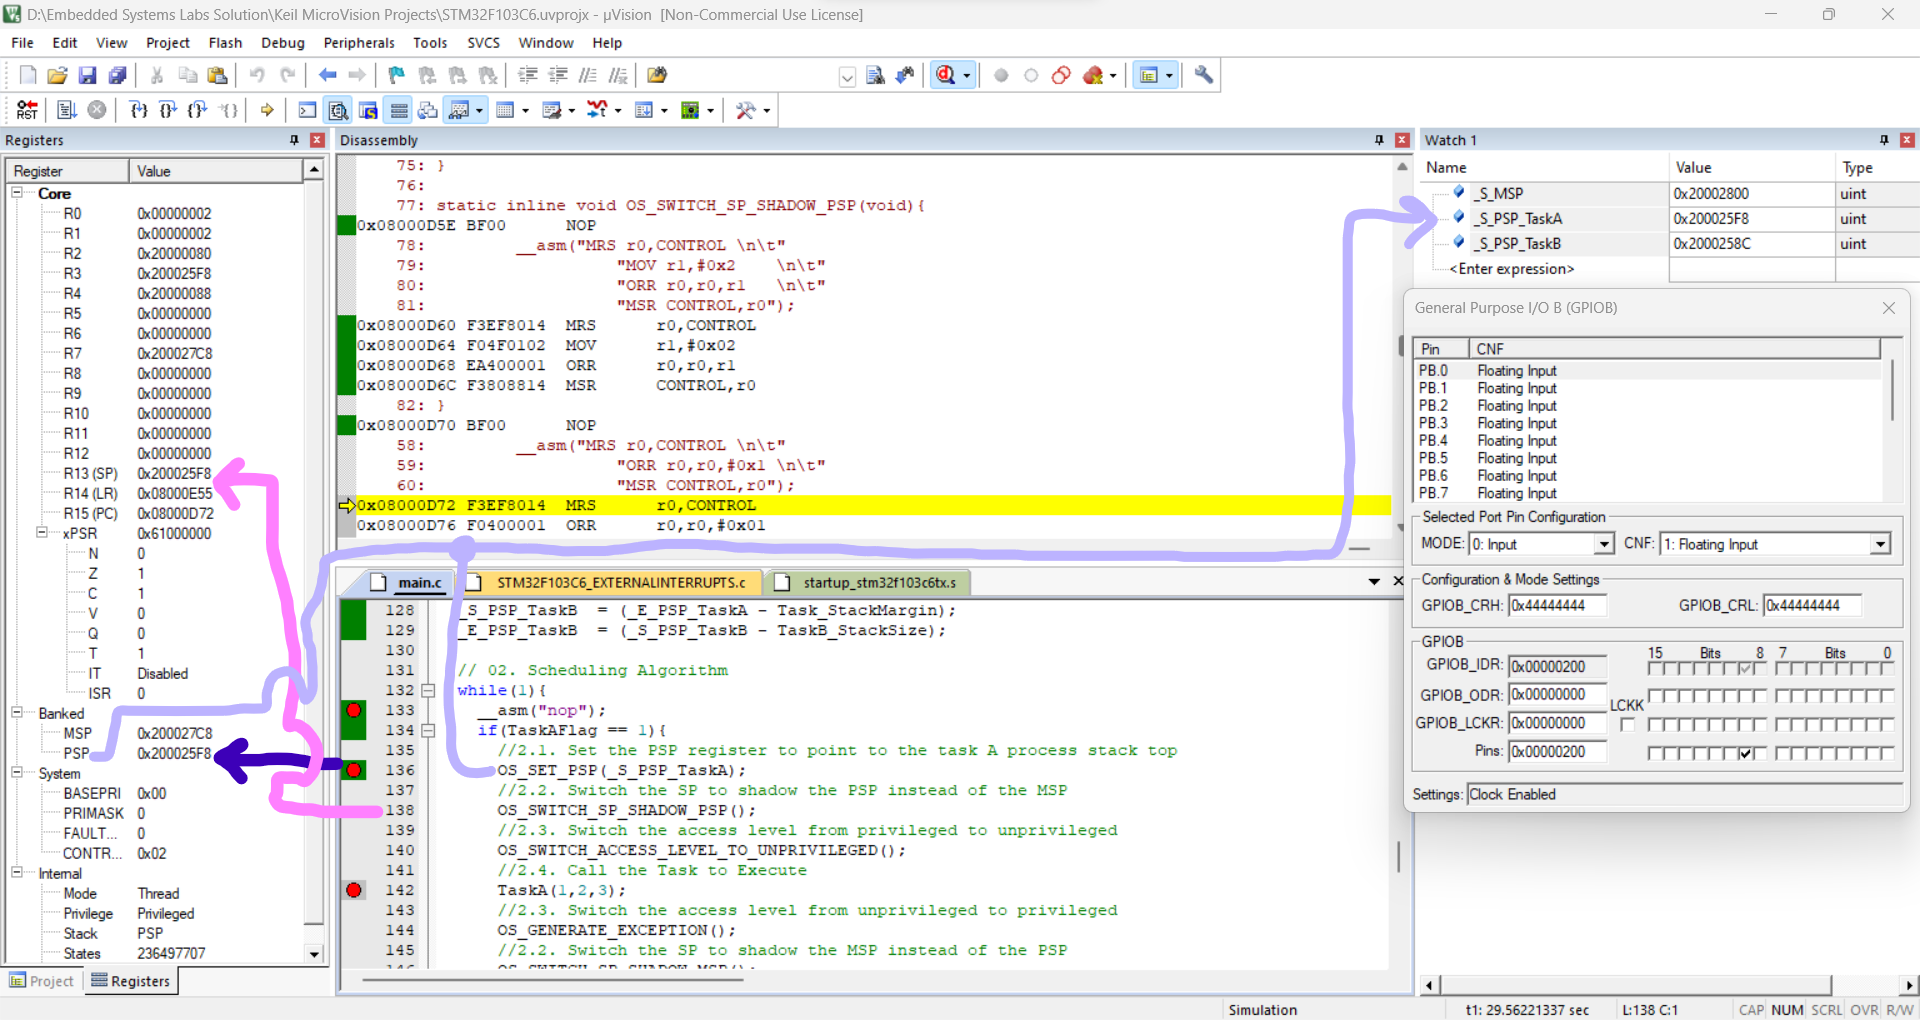 D:\Embedded Systems Labs Solution\Keil MicroVision Projects\STM32F103C6.uvprojx - µVision [Non-Commercial Use License]
File Edit View Project Flash Debug Peripherals Tools SVCS Window Help
RST
Registers
Register Value
Core
R0 0x00000002
R1 0x00000002
R2 0x20000080
R3 0x200025F8
R4 0x20000088
R5 0x00000000
R6 0x00000000
R7 0x200027C8
R8 0x00000000
R9 0x00000000
R10 0x00000000
R11 0x00000000
R12 0x00000000
R13 (SP) 0x200025F8
R14 (LR) 0x08000E55
R15 (PC) 0x08000D72
xPSR 0x61000000
N 0
Z 1
C 1
V 0
Q 0
T 1
IT Disabled
ISR 0
Banked
MSP 0x200027C8
PSP 0x200025F8
System
BASEPRI 0x00
PRIMASK 0
FAULT... 0
CONTR... 0x02
Internal
Mode Thread
Privilege Privileged
Stack PSP
States 236497707
Project Registers
Disassembly
75: }
76:
77: static inline void OS_SWITCH_SP_SHADOW_PSP(void){
0x08000D5E BF00 NOP
78: __asm("MRS r0,CONTROL \n\t"
79: "MOV r1,#0x2 \n\t"
80: "ORR r0,r0,r1 \n\t"
81: "MSR CONTROL,r0");
0x08000D60 F3EF8014 MRS r0,CONTROL
0x08000D64 F04F0102 MOV r1,#0x02
0x08000D68 EA400001 ORR r0,r0,r1
0x08000D6C F3808814 MSR CONTROL,r0
82: }
0x08000D70 BF00 NOP
58: __asm("MRS r0,CONTROL \n\t"
59: "ORR r0,r0,#0x1 \n\t"
60: "MSR CONTROL,r0");
0x08000D72 F3EF8014 MRS r0,CONTROL
0x08000D76 F0400001 ORR r0,r0,#0x01
main.c STM32F103C6_EXTERNALINTERRUPTS.c startup_stm32f103c6tx.s
128 _S_PSP_TaskB = (_E_PSP_TaskA - Task_StackMargin);
129 _E_PSP_TaskB = (_S_PSP_TaskB - TaskB_StackSize);
130
131 // 02. Scheduling Algorithm
132 while(1){
133 __asm("nop");
134 if(TaskAFlag == 1){
135 //2.1. Set the PSP register to point to the task A process stack top
136 OS_SET_PSP(_S_PSP_TaskA);
137 //2.2. Switch the SP to shadow the PSP instead of the MSP
138 OS_SWITCH_SP_SHADOW_PSP();
139 //2.3. Switch the access level from privileged to unprivileged
140 OS_SWITCH_ACCESS_LEVEL_TO_UNPRIVILEGED();
141 //2.4. Call the Task to Execute
142 TaskA(1,2,3);
143 //2.3. Switch the access level from unprivileged to privileged
144 OS_GENERATE_EXCEPTION();
145 //2.2. Switch the SP to shadow the MSP instead of the PSP
Watch 1
Name Value Type
_S_MSP 0x20002800 uint
_S_PSP_TaskA 0x200025F8 uint
_S_PSP_TaskB 0x2000258C uint
<Enter expression>
General Purpose I/O B (GPIOB)
Pin CNF
PB.0 Floating Input
PB.1 Floating Input
PB.2 Floating Input
PB.3 Floating Input
PB.4 Floating Input
PB.5 Floating Input
PB.6 Floating Input
PB.7 Floating Input
Selected Port Pin Configuration
MODE: 0: Input CNF: 1: Floating Input
Configuration & Mode Settings
GPIOB_CRH: 0x44444444 GPIOB_CRL: 0x44444444
GPIOB
15 Bits 8 7 Bits 0
GPIOB_IDR: 0x00000200
GPIOB_ODR: 0x00000000
LCKK
GPIOB_LCKR: 0x00000000
Pins: 0x00000200
Settings: Clock Enabled
Simulation t1: 29.56221337 sec L:138 C:1 CAP NUM SCRL OVR R/W